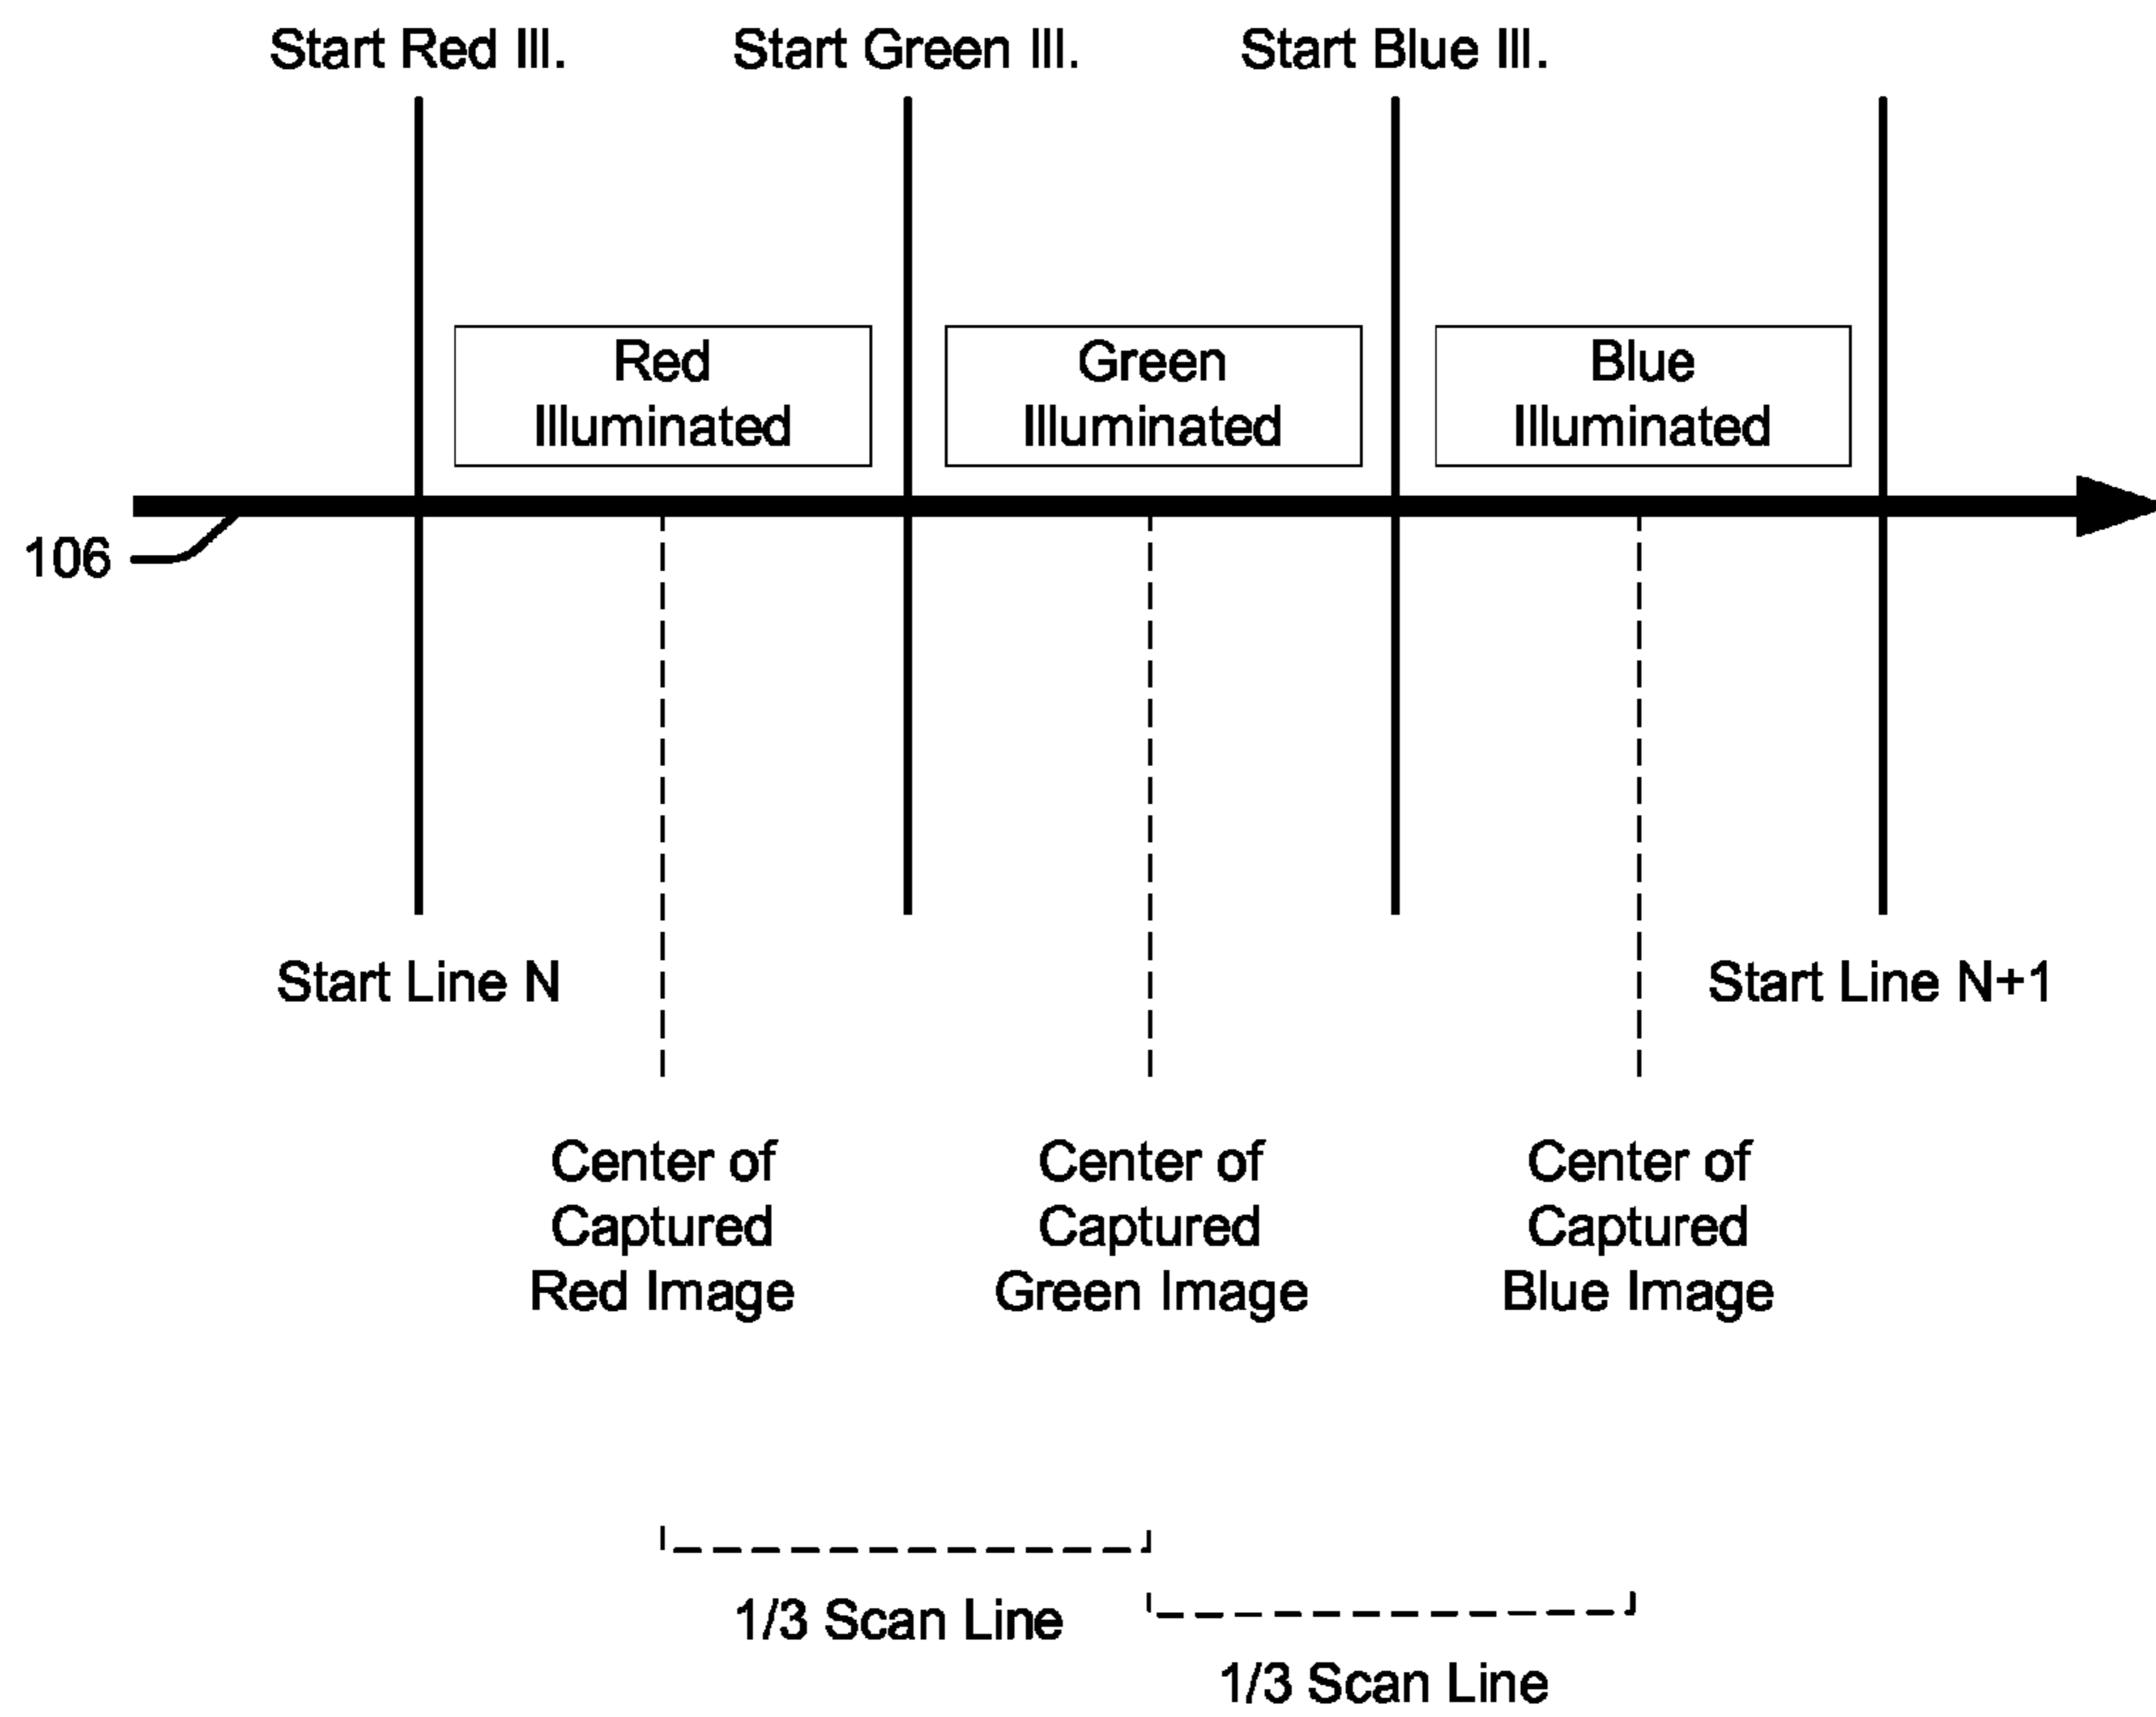 Start Red Ill.
Start Green Ill.
Start Blue Ill.
Red
Illuminated
Green
Illuminated
Blue
Illuminated
106
Start Line N
Start Line N+1
Center of
Captured
Red Image
Center of
Captured
Green Image
Center of
Captured
Blue Image
1/3 Scan Line
1/3 Scan Line